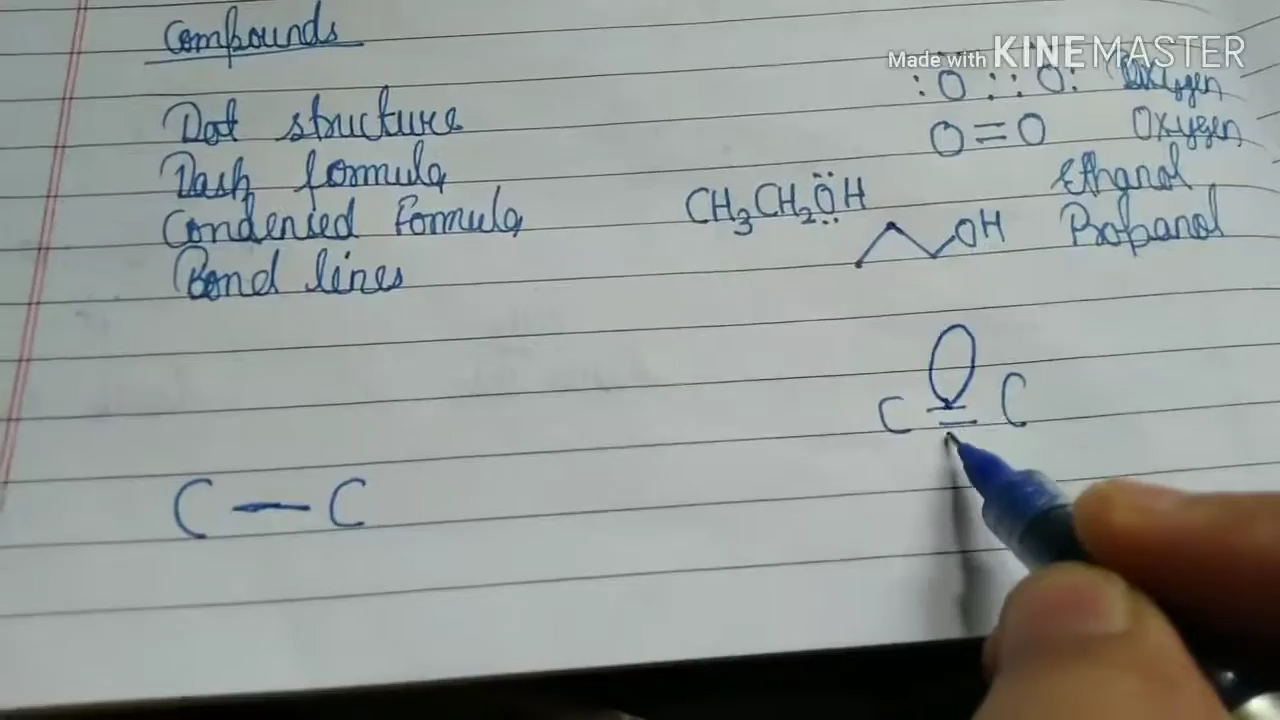 Compounds
Made with KINEMASTER
:Ö::Ö:
Oxygen
Dot structure
O=O Oxygen
Dash formula
CH₃CH₂ÖH Ethanol
Condensed Formula
OH Propanol
Bond lines
C = C
C — C